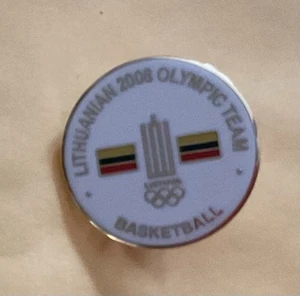 LITHUANIAN 2008 OLYMPIC TEAM
BASKETBALL